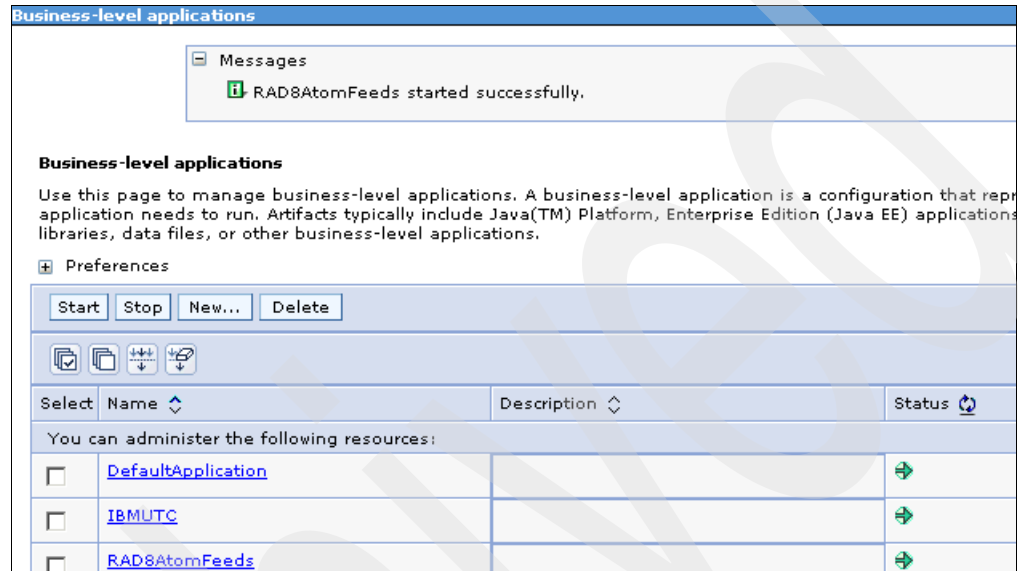 Business-level applications
Messages
RAD8AtomFeeds started successfully.
Business-level applications
Use this page to manage business-level applications. A business-level application is a configuration that repr
application needs to run. Artifacts typically include Java(TM) Platform, Enterprise Edition (Java EE) applications
libraries, data files, or other business-level applications.
Preferences
Start Stop New... Delete
Select Name Description Status
You can administer the following resources:
DefaultApplication
IBMUTC
RAD8AtomFeeds